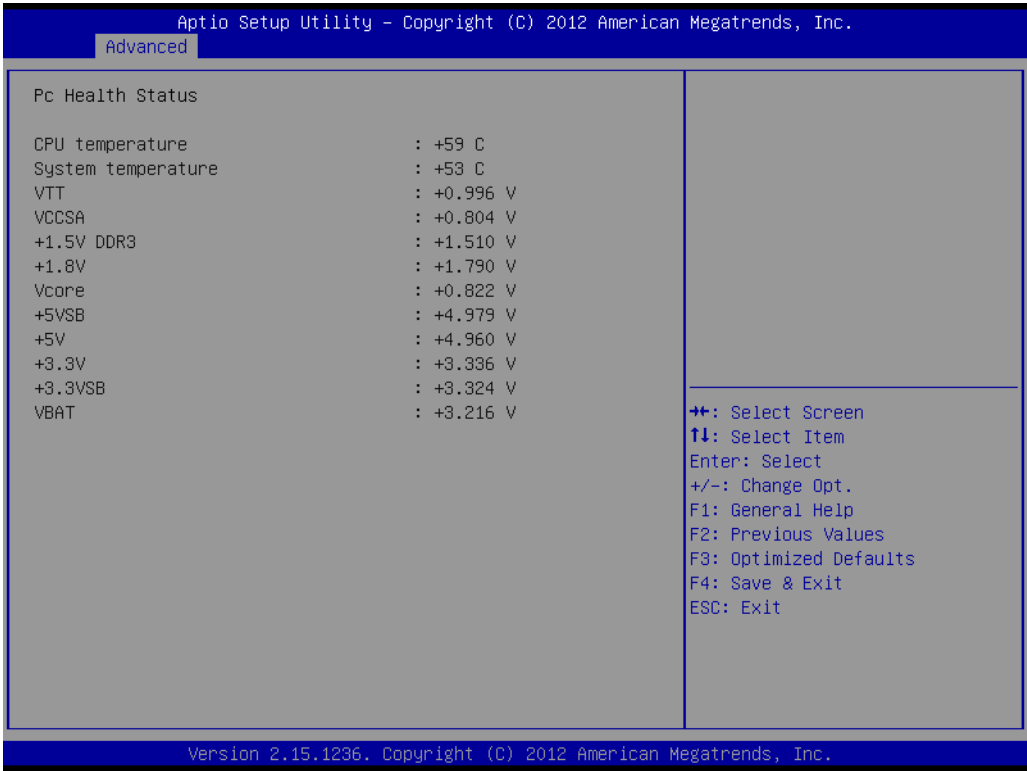 Aptio Setup Utility – Copyright (C) 2012 American Megatrends, Inc.
Advanced
Pc Health Status
CPU temperature : +59 C
System temperature : +53 C
VTT : +0.996 V
VCCSA : +0.804 V
+1.5V DDR3 : +1.510 V
+1.8V : +1.790 V
Vcore : +0.822 V
+5VSB : +4.979 V
+5V : +4.960 V
+3.3V : +3.336 V
+3.3VSB : +3.324 V
VBAT : +3.216 V
→←: Select Screen
↑↓: Select Item
Enter: Select
+/-: Change Opt.
F1: General Help
F2: Previous Values
F3: Optimized Defaults
F4: Save & Exit
ESC: Exit
Version 2.15.1236. Copyright (C) 2012 American Megatrends, Inc.